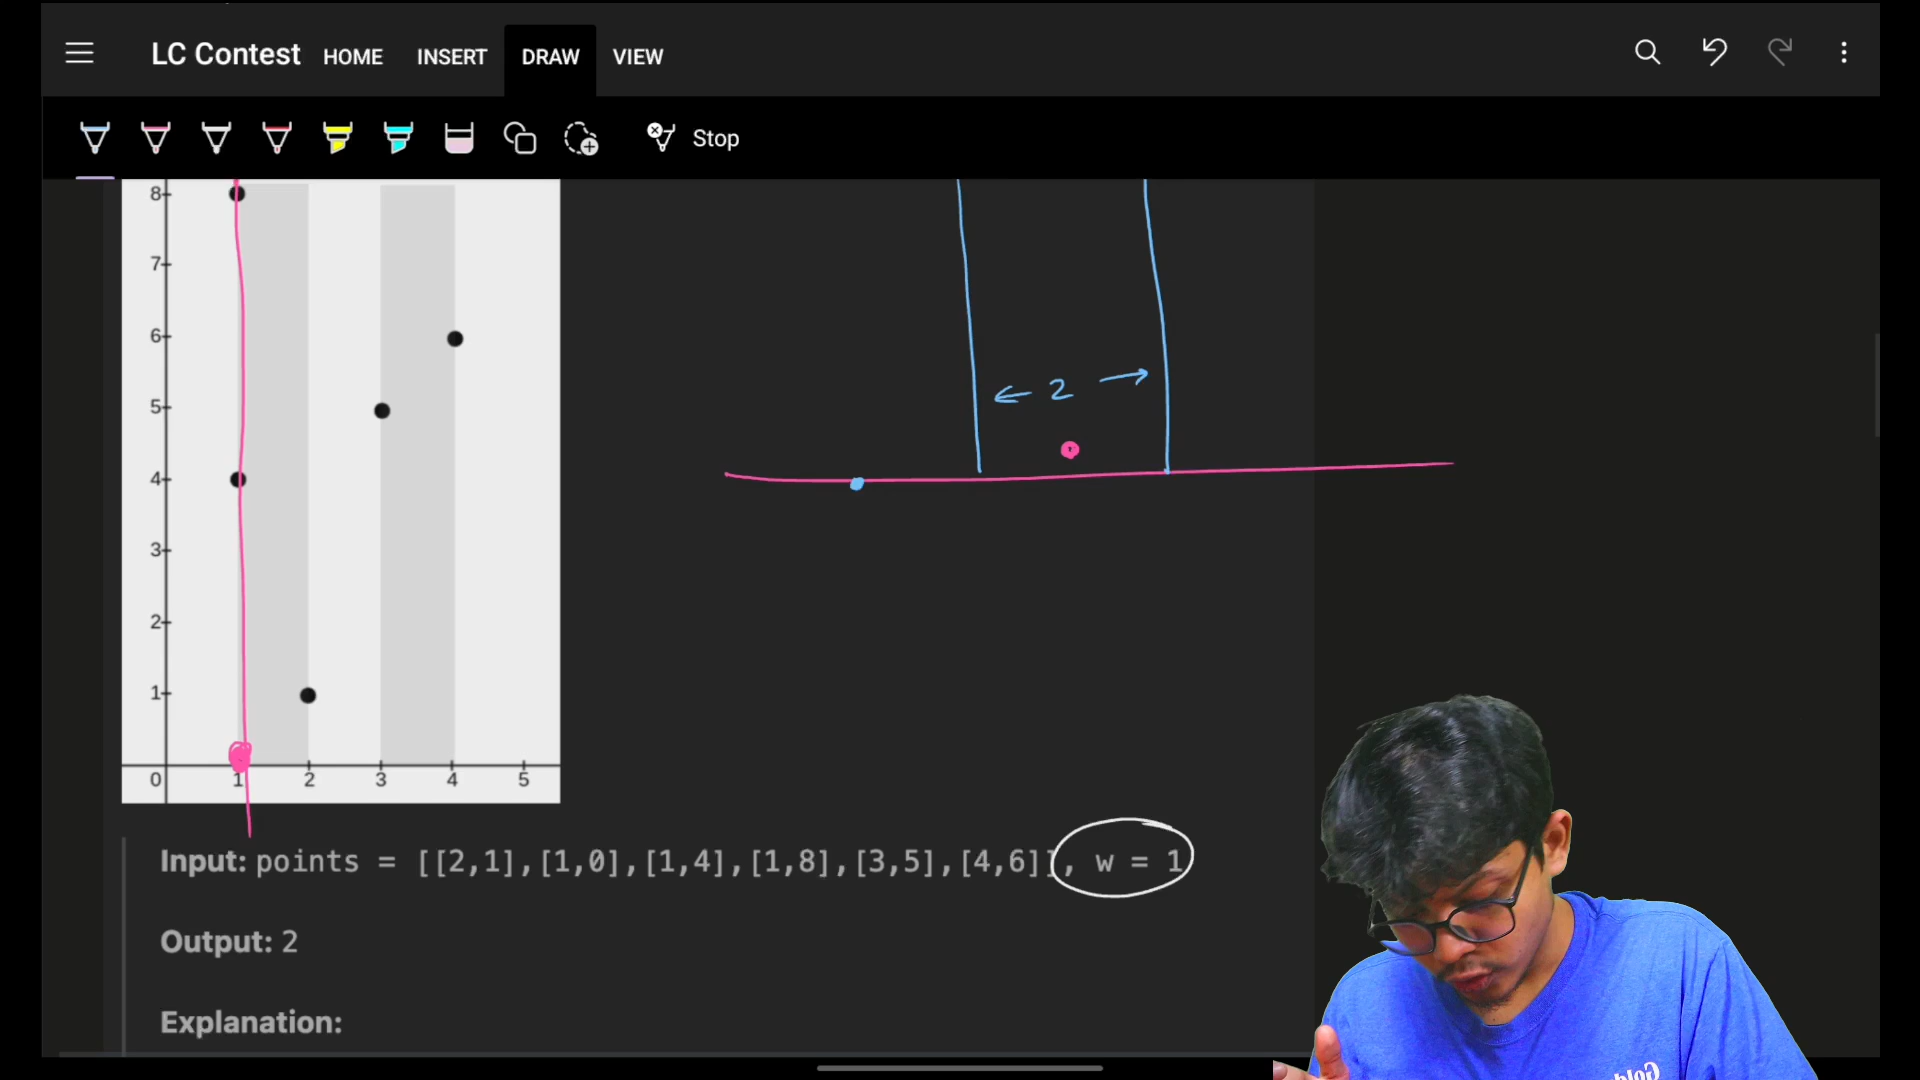 LC Contest HOME INSERT DRAW VIEW
Stop
8
7
6
5
4
3
2
1
0 1 2 3 4 5
← 2 →
Input: points = [[2,1],[1,0],[1,4],[1,8],[3,5],[4,6]], w = 1
Output: 2
Explanation: